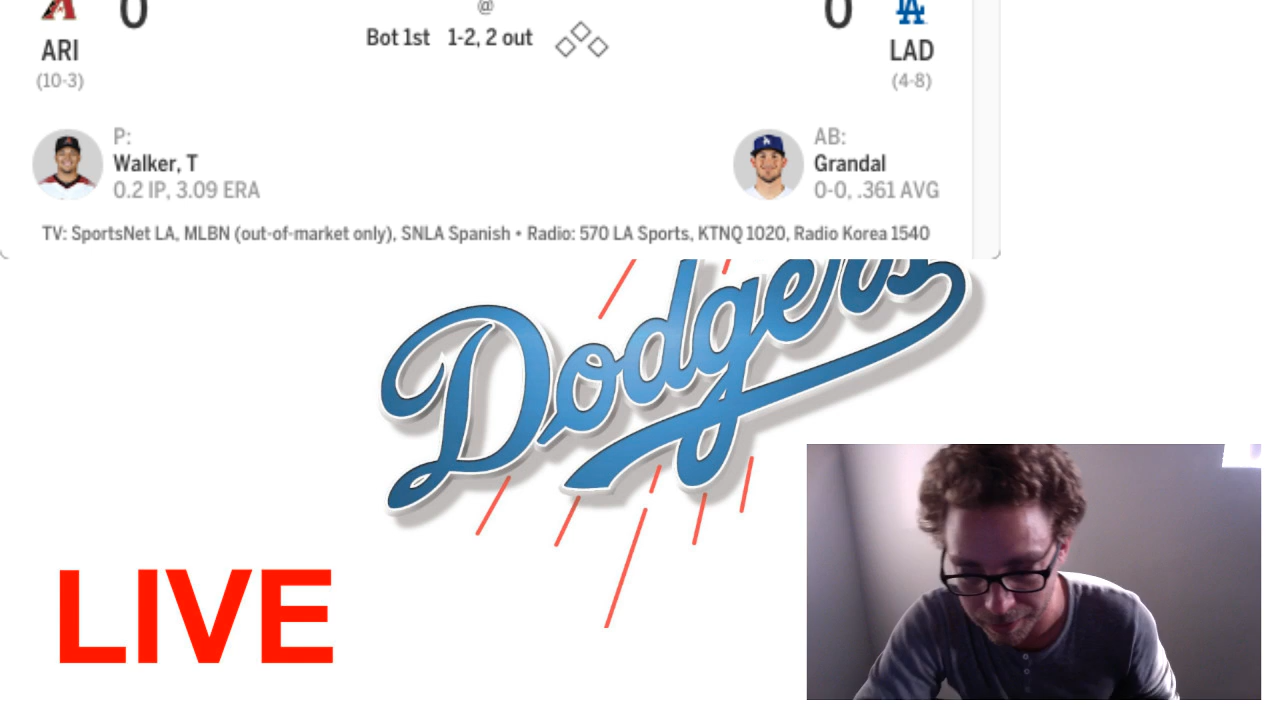 0
@
0
Bot 1st 1-2, 2 out
ARI
LAD
(10-3)
(4-8)
P:
Walker, T
0.2 IP, 3.09 ERA
AB:
Grandal
0-0, .361 AVG
TV: SportsNet LA, MLBN (out-of-market only), SNLA Spanish • Radio: 570 LA Sports, KTNQ 1020, Radio Korea 1540
Dodgers
LIVE